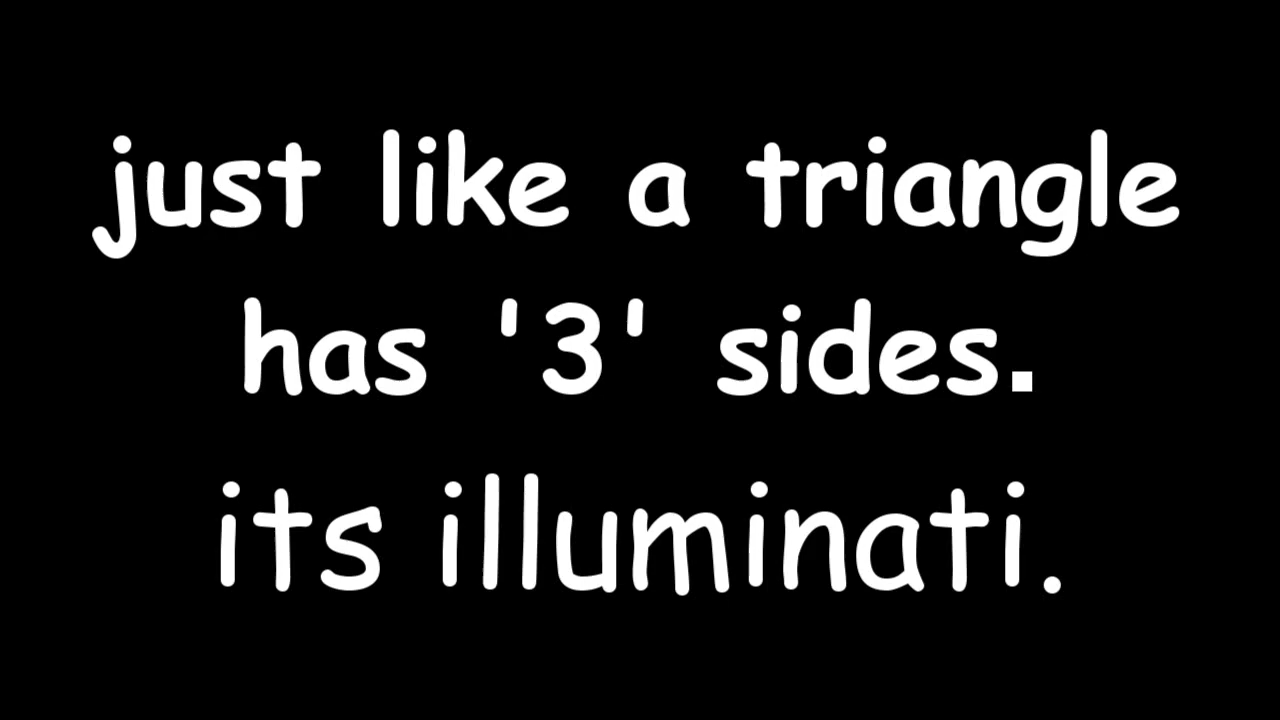 just like a triangle
has '3' sides.
its illuminati.